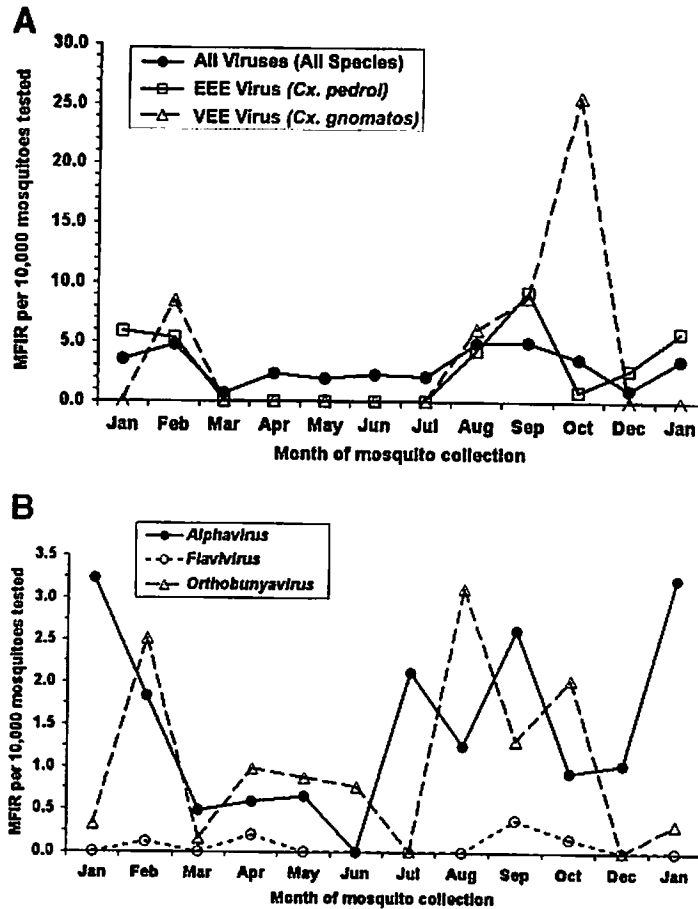 A
MFIR per 10,000 mosquitoes tested
30.0
25.0
20.0
15.0
10.0
5.0
0.0
All Viruses (All Species)
EEE Virus (Cx. pedroi)
VEE Virus (Cx. gnomatos)
Jan Feb Mar Apr May Jun Jul Aug Sep Oct Dec Jan
Month of mosquito collection
B
MFIR per 10,000 mosquitoes tested
3.5
3.0
2.5
2.0
1.5
1.0
0.5
0.0
Alphavirus
Flavivirus
Orthobunyavirus
Jan Feb Mar Apr May Jun Jul Aug Sep Oct Dec Jan
Month of mosquito collection